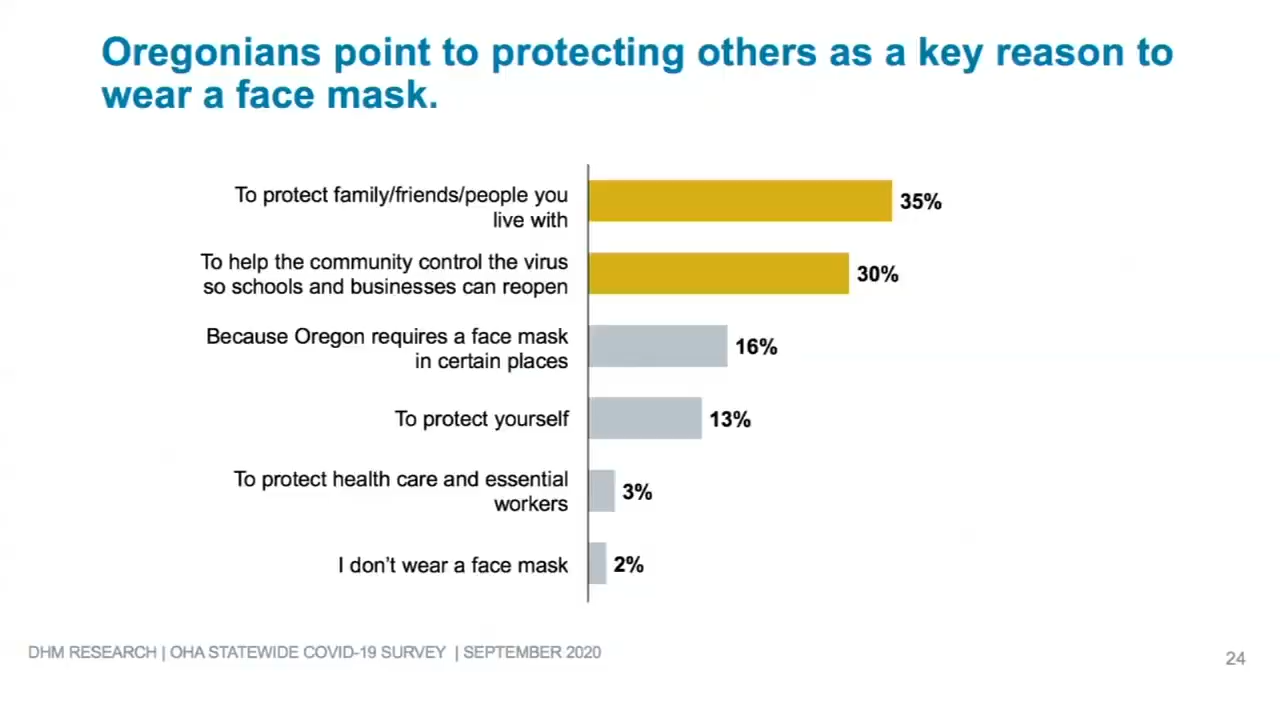 Oregonians point to protecting others as a key reason to
wear a face mask.
To protect family/friends/people you
live with
35%
To help the community control the virus
so schools and businesses can reopen
30%
Because Oregon requires a face mask
in certain places
16%
To protect yourself
13%
To protect health care and essential
workers
3%
I don't wear a face mask
2%
DHM RESEARCH | OHA STATEWIDE COVID-19 SURVEY | SEPTEMBER 2020
24